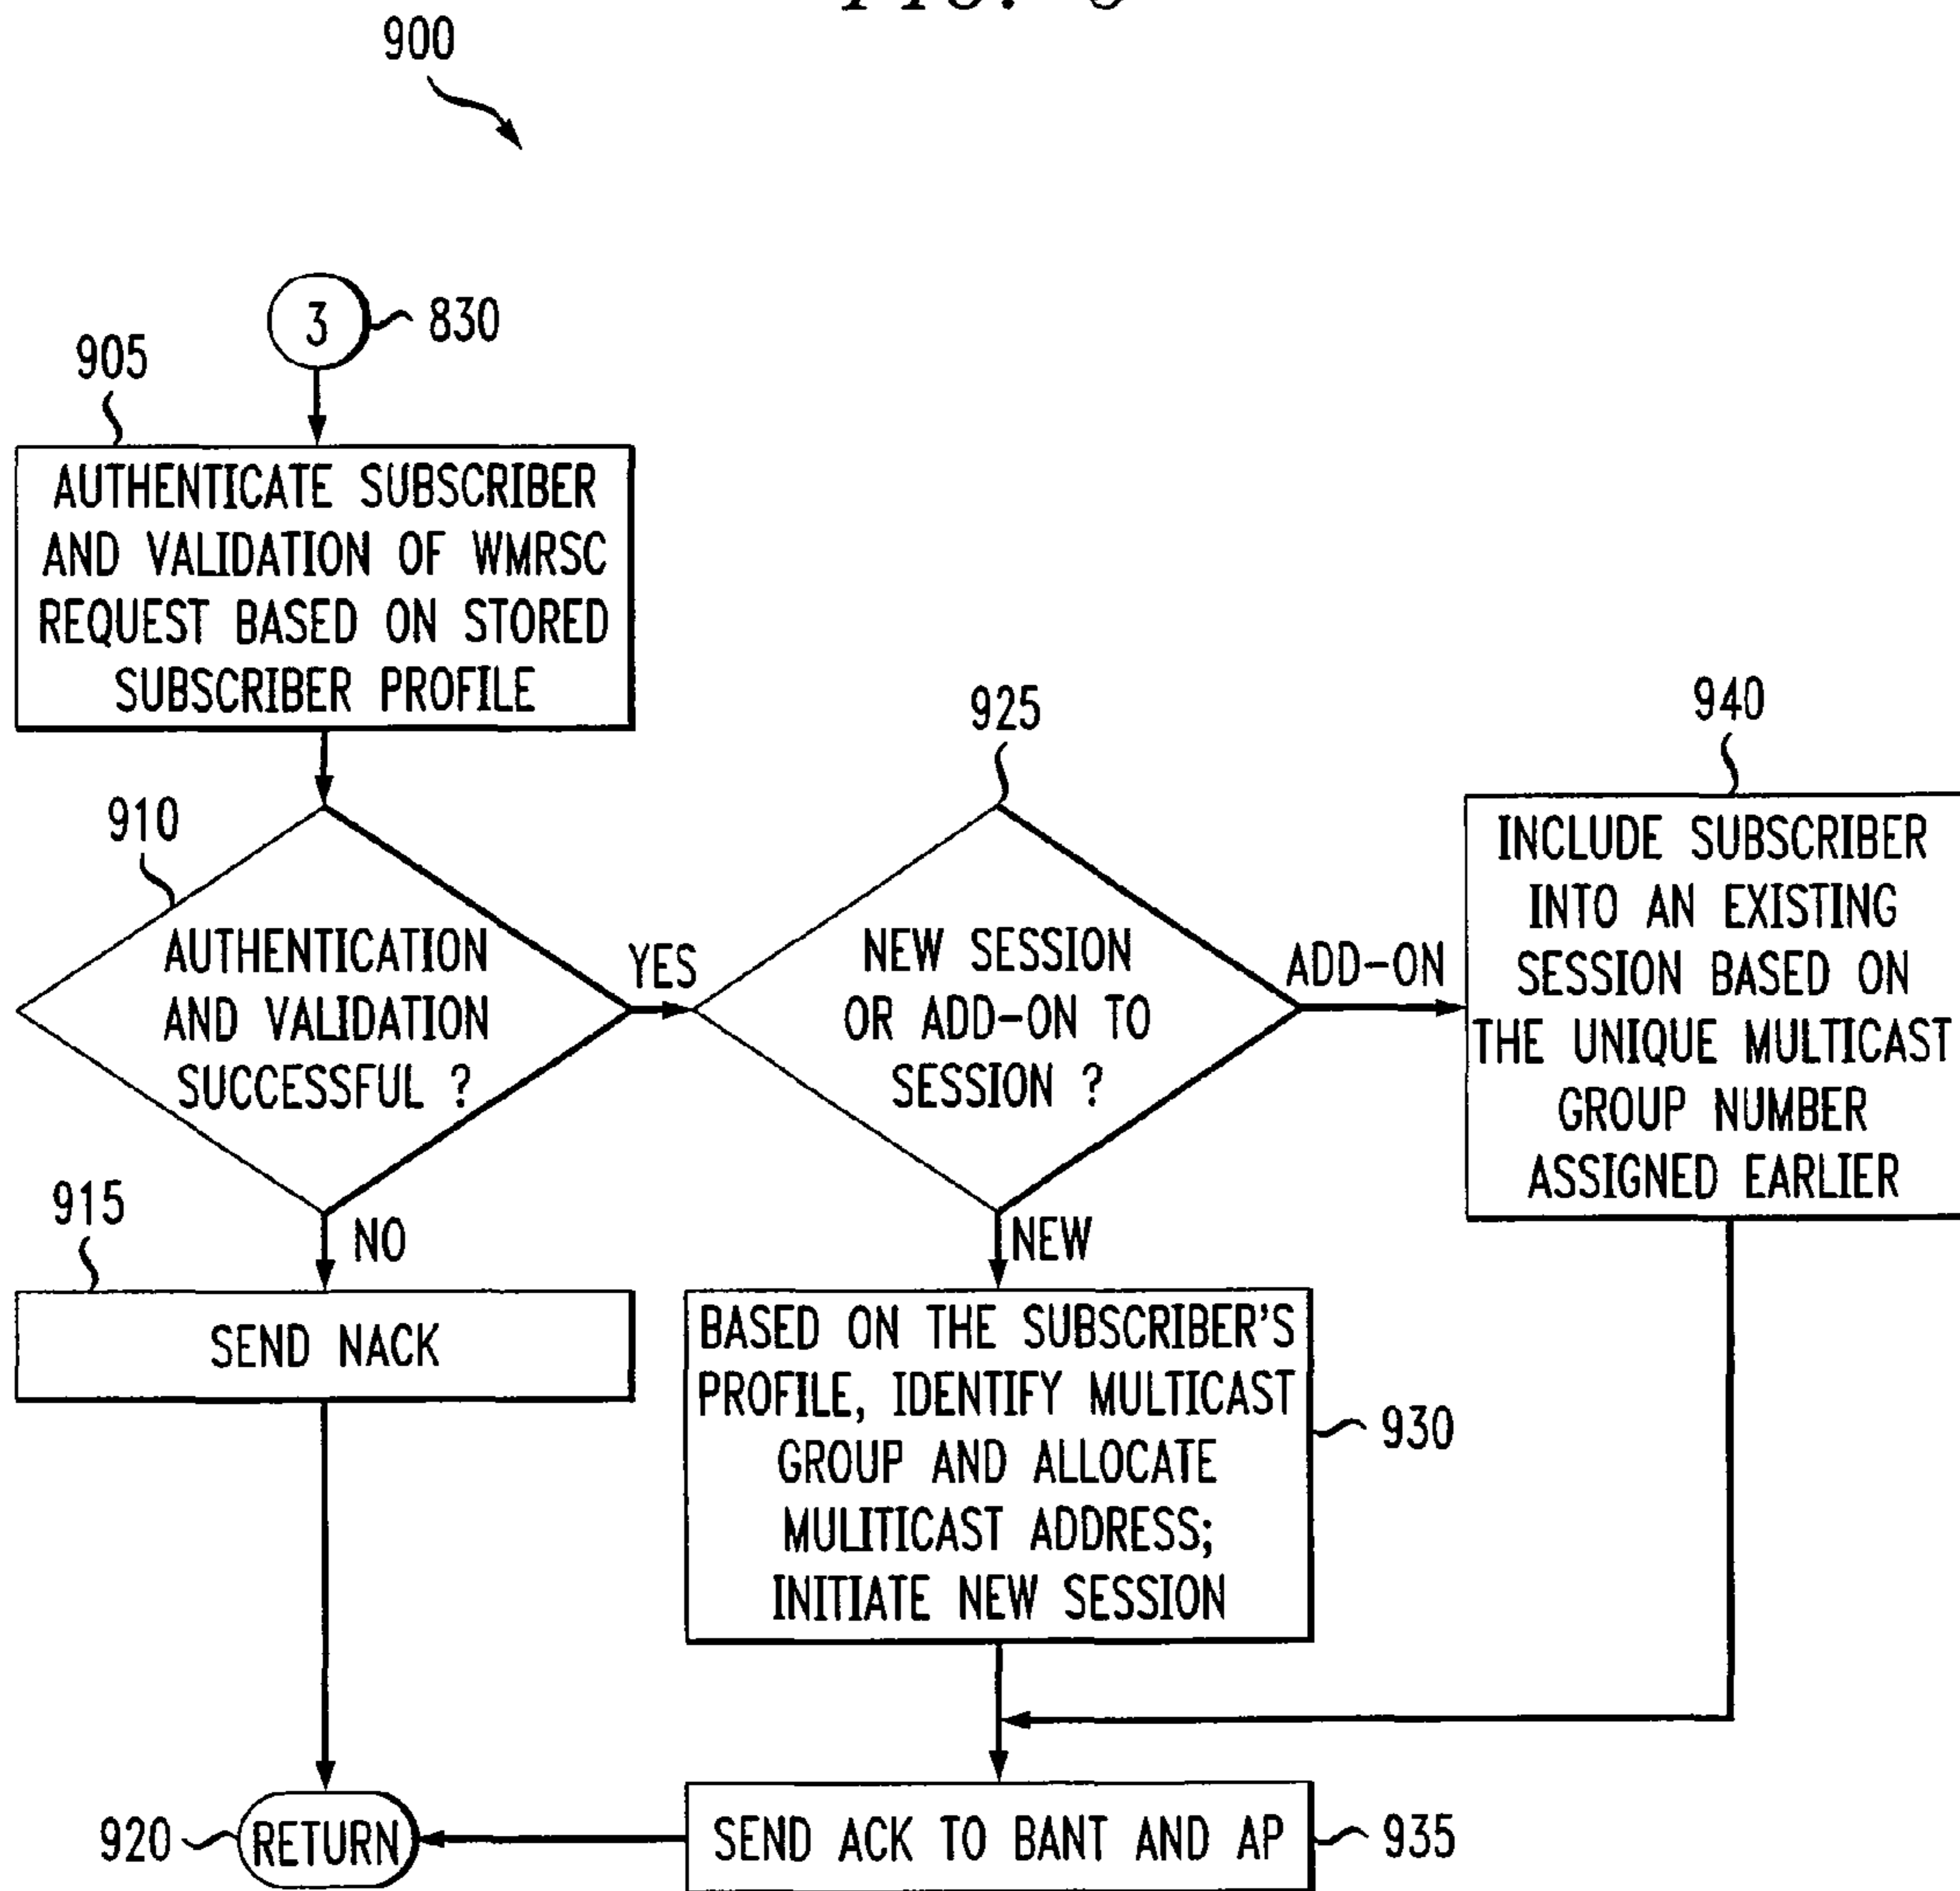 900
3
830
905
AUTHENTICATE SUBSCRIBER
AND VALIDATION OF WMRSC
REQUEST BASED ON STORED
SUBSCRIBER PROFILE
910
AUTHENTICATION
AND VALIDATION
SUCCESSFUL ?
YES
NO
925
NEW SESSION
OR ADD-ON TO
SESSION ?
ADD-ON
NEW
940
INCLUDE SUBSCRIBER
INTO AN EXISTING
SESSION BASED ON
THE UNIQUE MULTICAST
GROUP NUMBER
ASSIGNED EARLIER
915
SEND NACK
BASED ON THE SUBSCRIBER'S
PROFILE, IDENTIFY MULTICAST
GROUP AND ALLOCATE
MULITICAST ADDRESS;
INITIATE NEW SESSION
930
920
RETURN
SEND ACK TO BANT AND AP
935